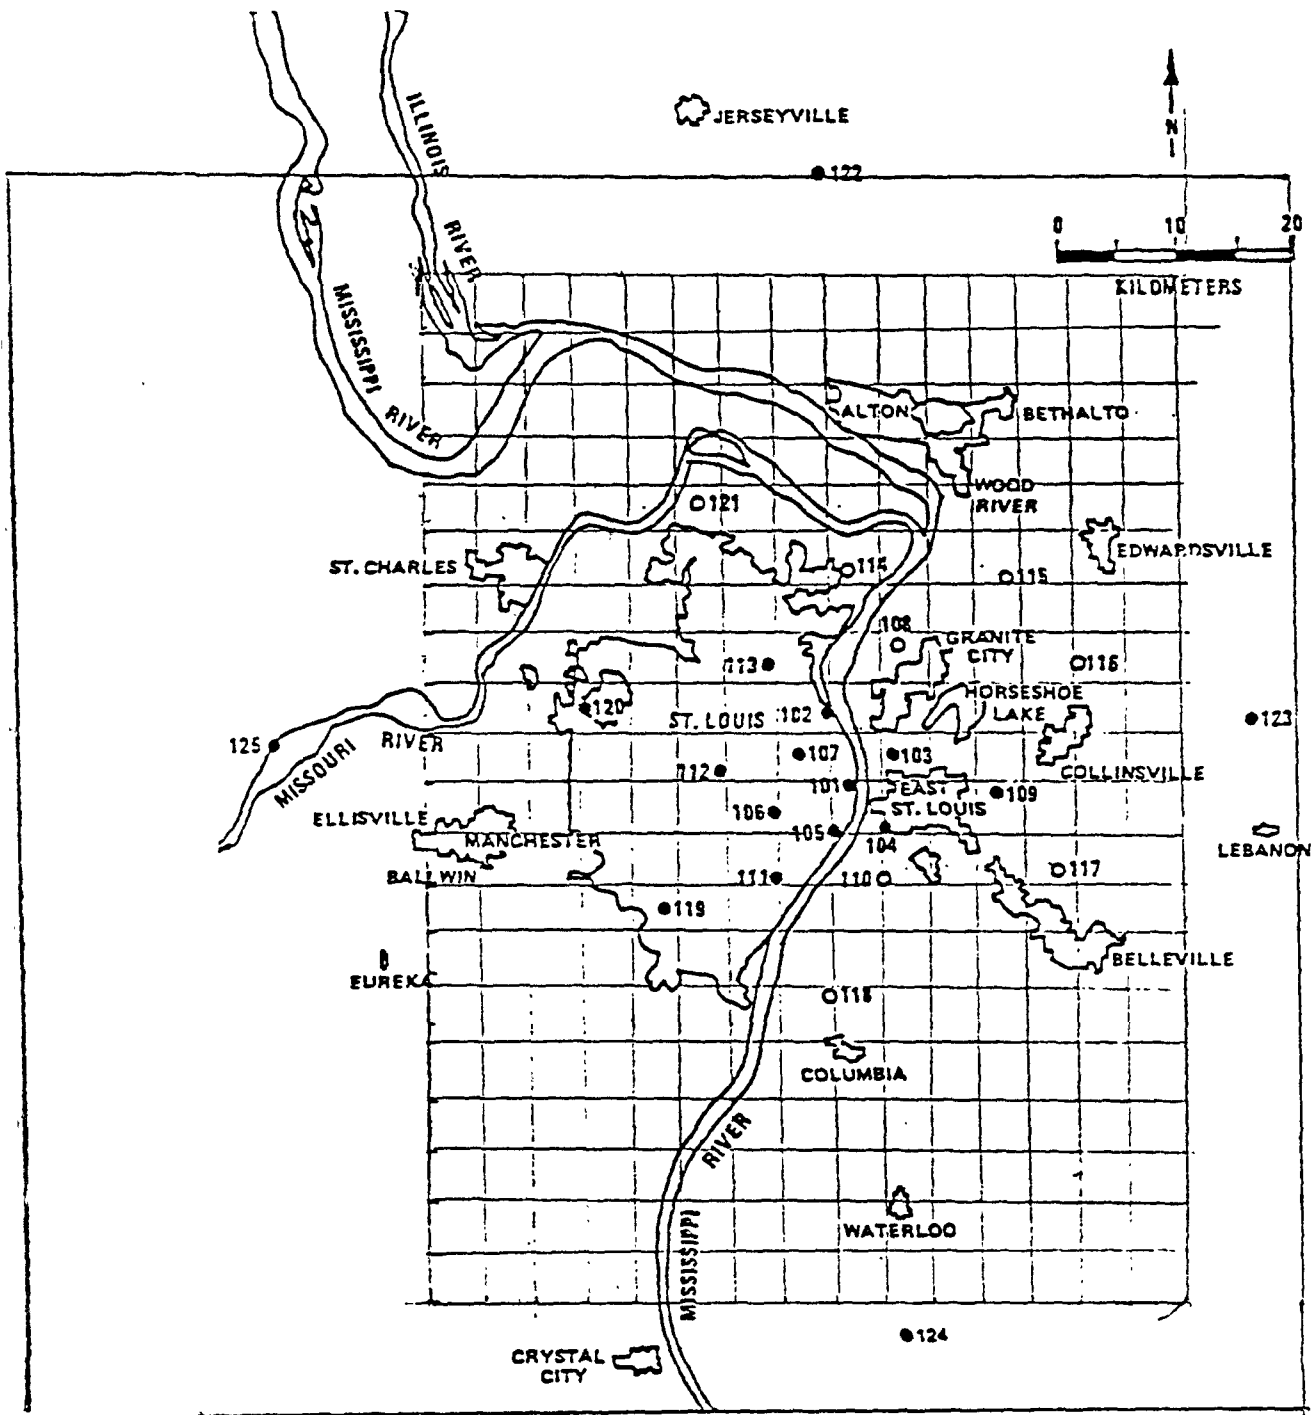 JERSEYVILLE
N
122
0 10 20
KILOMETERS
ILLINOIS
RIVER
MISSISSIPPI
RIVER
ALTON
BETHALTO
WOOD
RIVER
121
EDWARDSVILLE
ST. CHARLES
114
115
108
GRANITE
CITY
113
116
HORSESHOE
LAKE
120
ST. LOUIS
102
123
125
MISSOURI
RIVER
107
103
112
COLLINSVILLE
101
EAST
ST. LOUIS
109
106
ELLISVILLE
105
104
MANCHESTER
LEBANON
BALLWIN
111
110
117
119
BELLEVILLE
EUREKA
118
COLUMBIA
RIVER
MISSISSIPPI
WATERLOO
124
CRYSTAL
CITY